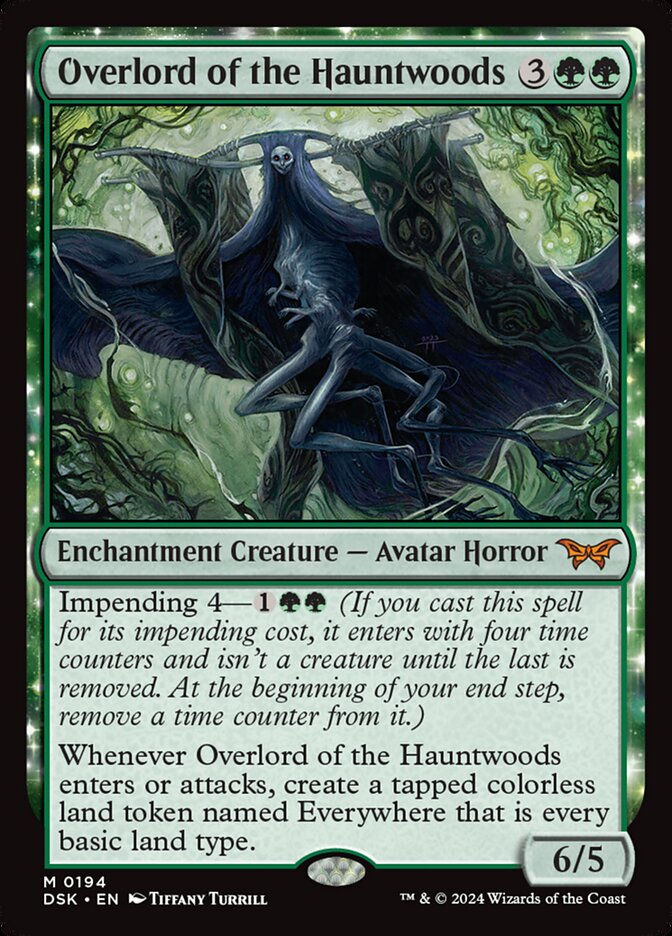 Overlord of the Hauntwoods 3
Enchantment Creature — Avatar Horror
Impending 4—1 (If you cast this spell
for its impending cost, it enters with four time
counters and isn't a creature until the last is
removed. At the beginning of your end step,
remove a time counter from it.)
Whenever Overlord of the Hauntwoods
enters or attacks, create a tapped colorless
land token named Everywhere that is every
basic land type.
6/5
M 0194
DSK • EN Tiffany Turrill
™ & © 2024 Wizards of the Coast